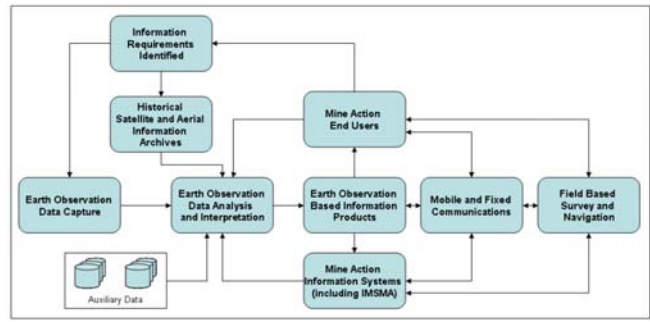 Information
Requirements
Identified
Historical
Satellite and Aerial
Information
Archives
Mine Action
End Users
Earth Observation
Data Capture
Earth Observation
Data Analysis
and Interpretation
Earth Observation
Based Information
Products
Mobile and Fixed
Communications
Field Based
Survey and
Navigation
Auxiliary Data
Mine Action
Information Systems
(including IMSMA)